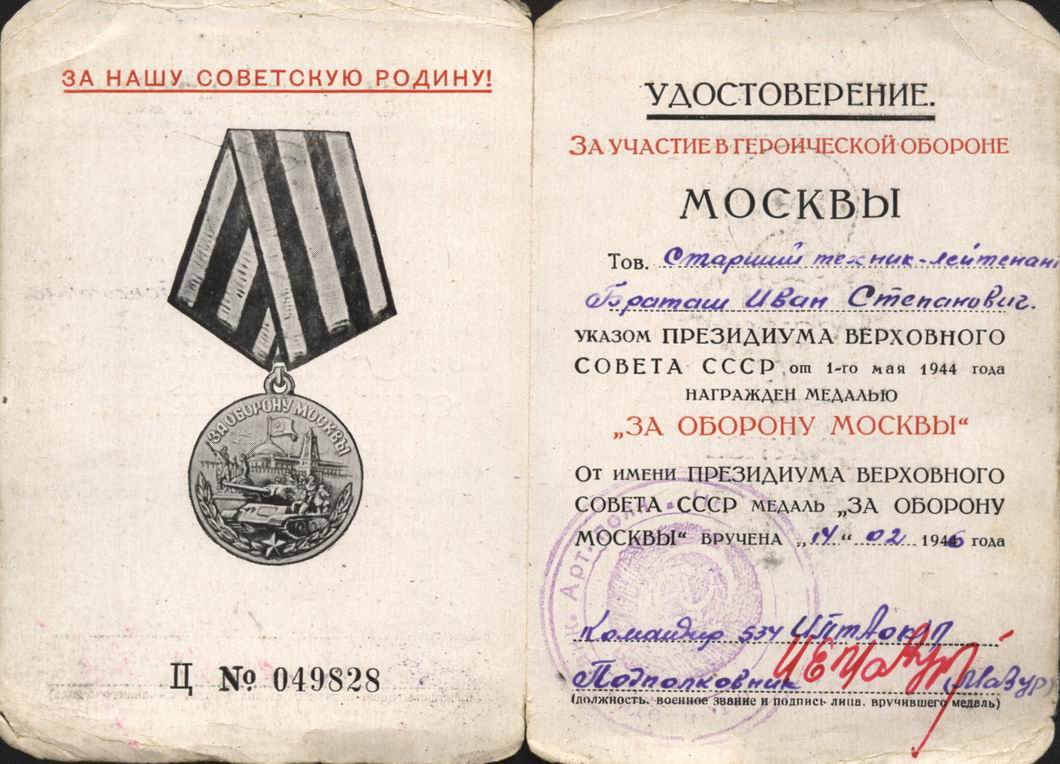 ЗА НАШУ СОВЕТСКУЮ РОДИНУ!
ЗА ОБОРОНУ МОСКВЫ
Ц № 049828
УДОСТОВЕРЕНИЕ.
ЗА УЧАСТИЕ В ГЕРОИЧЕСКОЙ ОБОРОНЕ
МОСКВЫ
Тов. Старший техник-лейтенант
Браташ Иван Степанович.
УКАЗОМ ПРЕЗИДИУМА ВЕРХОВНОГО
СОВЕТА СССР от 1-го мая 1944 года
НАГРАЖДЕН МЕДАЛЬЮ
„ЗА ОБОРОНУ МОСКВЫ“
ОТ ИМЕНИ ПРЕЗИДИУМА ВЕРХОВНОГО
СОВЕТА СССР МЕДАЛЬ „ЗА ОБОРОНУ
МОСКВЫ“ ВРУЧЕНА „14“ 02 1946 года
Командир 534
Подполковник (Мазур)
(должность, военное звание и подпись лица, вручившего медаль)